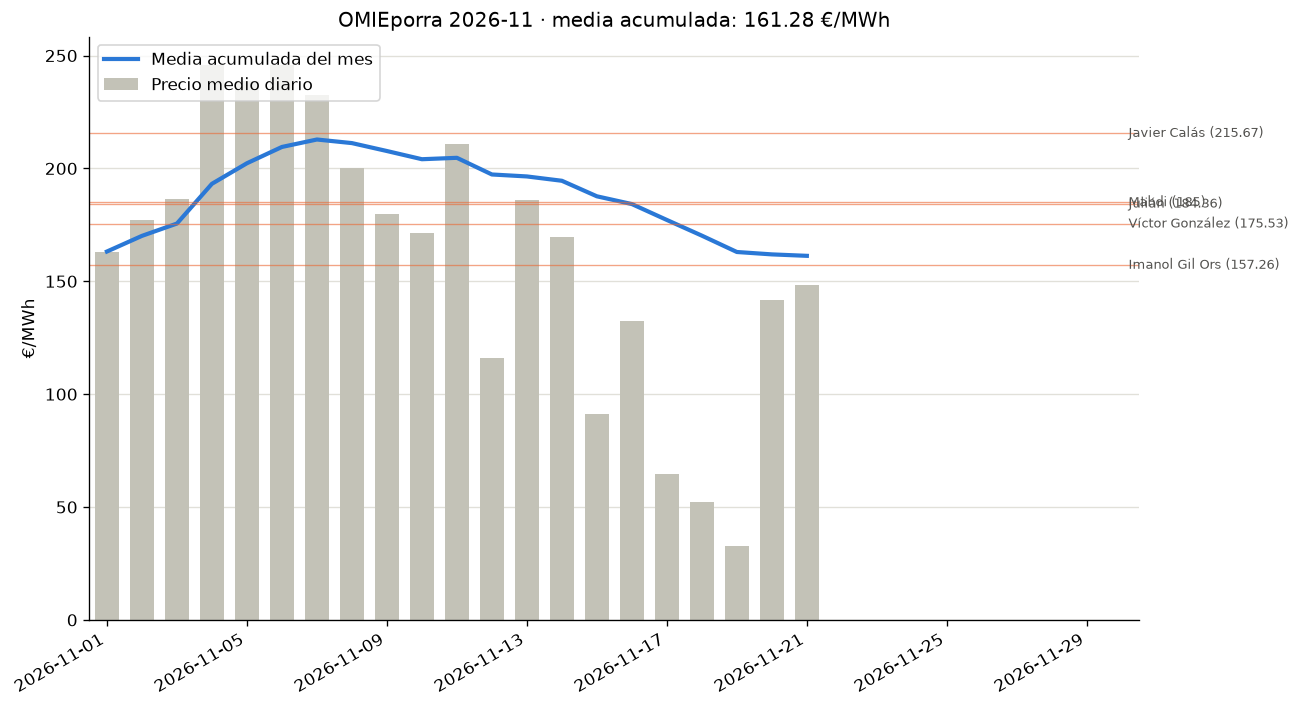 OMIEporra 2026-11 · media acumulada: 161.28 €/MWh
Media acumulada del mes
Precio medio diario
€/MWh
250
200
150
100
50
0
Javier Calás (215.67)
Víctor González (175.53)
Imanol Gil Ors (157.26)
2026-11-01
2026-11-05
2026-11-09
2026-11-13
2026-11-17
2026-11-21
2026-11-25
2026-11-29